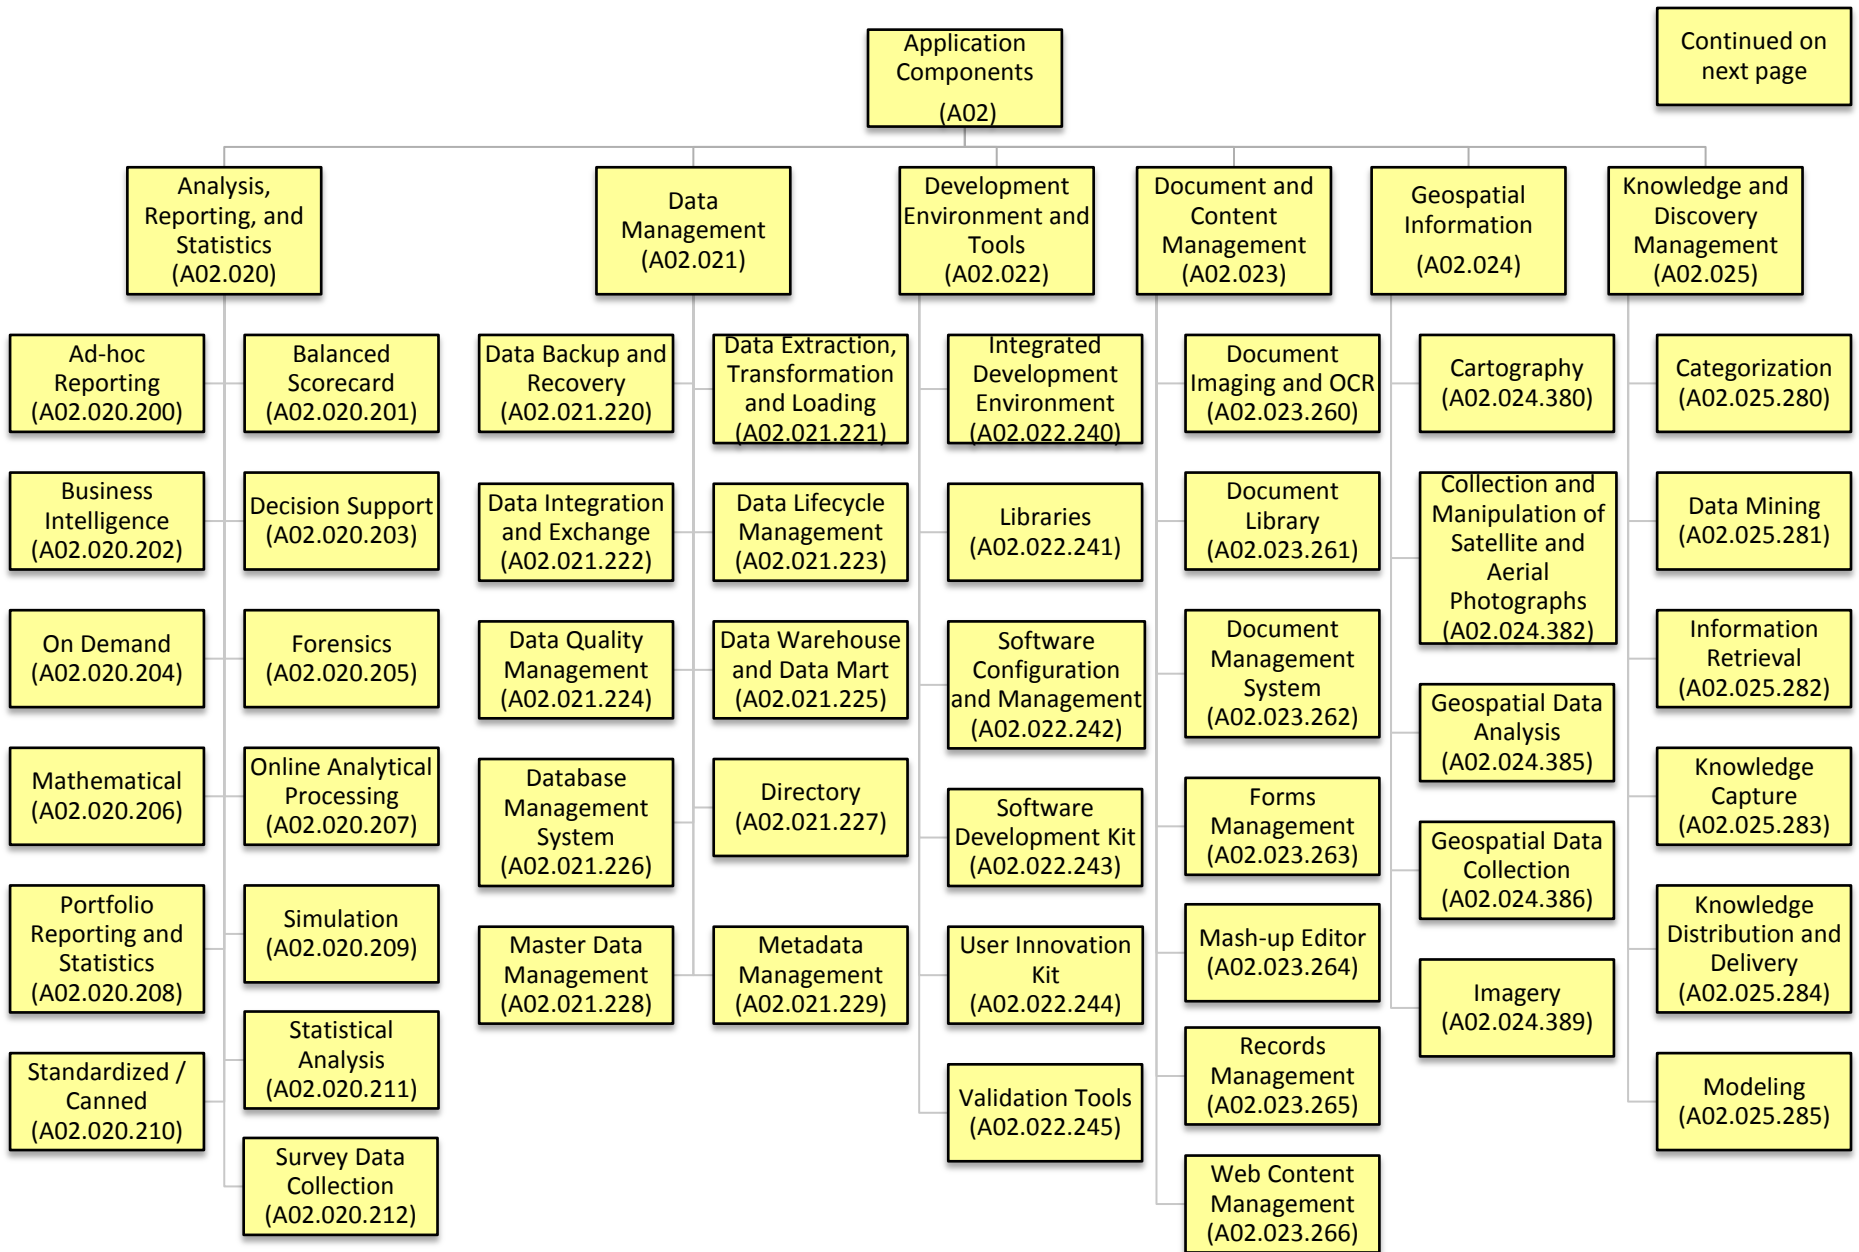 Application
Components
(A02)
Continued on
next page
Analysis,
Reporting, and
Statistics
(A02.020)
Data
Management
(A02.021)
Development
Environment and
Tools
(A02.022)
Document and
Content
Management
(A02.023)
Geospatial
Information
(A02.024)
Knowledge and
Discovery
Management
(A02.025)
Ad-hoc
Reporting
(A02.020.200)
Balanced
Scorecard
(A02.020.201)
Business
Intelligence
(A02.020.202)
Decision Support
(A02.020.203)
On Demand
(A02.020.204)
Forensics
(A02.020.205)
Mathematical
(A02.020.206)
Online Analytical
Processing
(A02.020.207)
Portfolio
Reporting and
Statistics
(A02.020.208)
Simulation
(A02.020.209)
Standardized /
Canned
(A02.020.210)
Statistical
Analysis
(A02.020.211)
Survey Data
Collection
(A02.020.212)
Data Backup and
Recovery
(A02.021.220)
Data Extraction,
Transformation
and Loading
(A02.021.221)
Data Integration
and Exchange
(A02.021.222)
Data Lifecycle
Management
(A02.021.223)
Data Quality
Management
(A02.021.224)
Data Warehouse
and Data Mart
(A02.021.225)
Database
Management
System
(A02.021.226)
Directory
(A02.021.227)
Master Data
Management
(A02.021.228)
Metadata
Management
(A02.021.229)
Integrated
Development
Environment
(A02.022.240)
Libraries
(A02.022.241)
Software
Configuration
and Management
(A02.022.242)
Software
Development Kit
(A02.022.243)
User Innovation
Kit
(A02.022.244)
Validation Tools
(A02.022.245)
Document
Imaging and OCR
(A02.023.260)
Document
Library
(A02.023.261)
Document
Management
System
(A02.023.262)
Forms
Management
(A02.023.263)
Mash-up Editor
(A02.023.264)
Records
Management
(A02.023.265)
Web Content
Management
(A02.023.266)
Cartography
(A02.024.380)
Collection and
Manipulation of
Satellite and
Aerial
Photographs
(A02.024.382)
Geospatial Data
Analysis
(A02.024.385)
Geospatial Data
Collection
(A02.024.386)
Imagery
(A02.024.389)
Categorization
(A02.025.280)
Data Mining
(A02.025.281)
Information
Retrieval
(A02.025.282)
Knowledge
Capture
(A02.025.283)
Knowledge
Distribution and
Delivery
(A02.025.284)
Modeling
(A02.025.285)